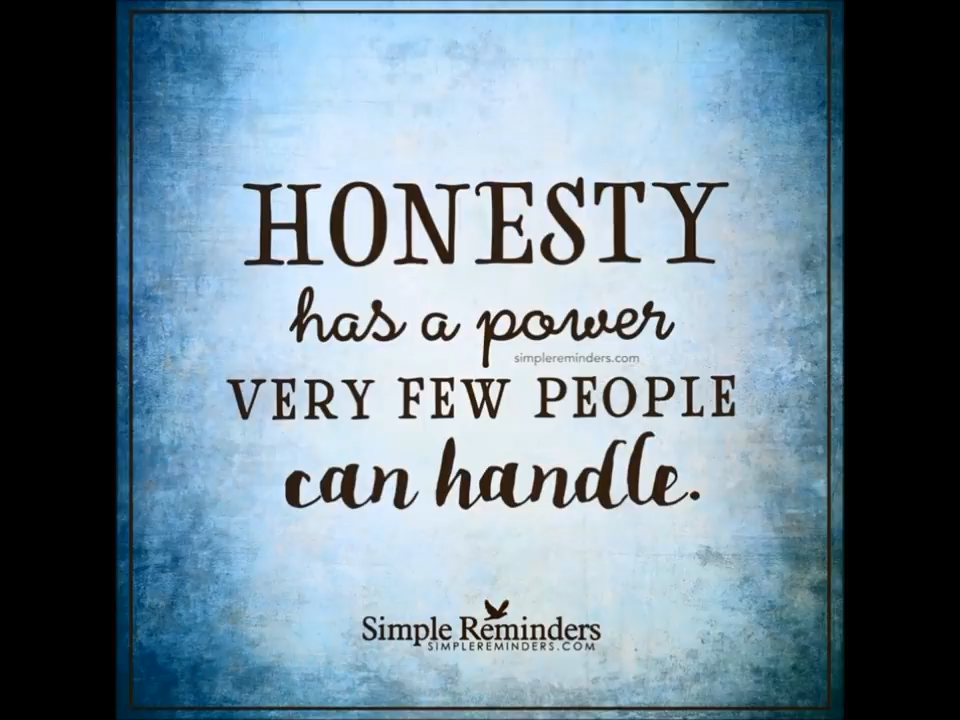 HONESTY
has a power
simplereminders.com
VERY FEW PEOPLE
can handle.
Simple Reminders
SIMPLEREMINDERS.COM